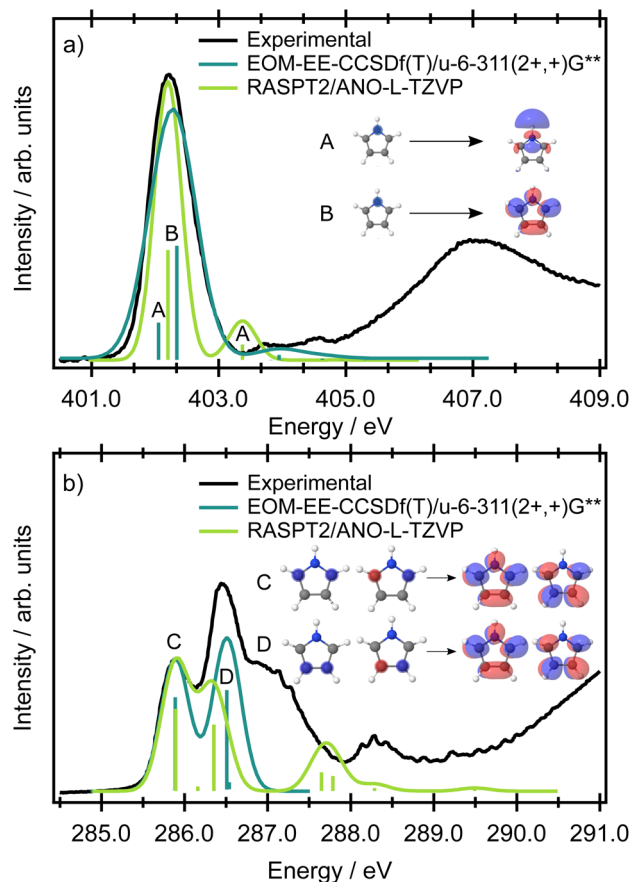 a)
Experimental
EOM-EE-CCSDf(T)/u-6-311(2+,+)G**
RASPT2/ANO-L-TZVP
A
B
B
A
A
Intensity / arb. units
401.0 403.0 405.0 407.0 409.0
Energy / eV
b)
Experimental
EOM-EE-CCSDf(T)/u-6-311(2+,+)G**
RASPT2/ANO-L-TZVP
C
D
C
D
Intensity / arb. units
285.0 286.0 287.0 288.0 289.0 290.0 291.0
Energy / eV